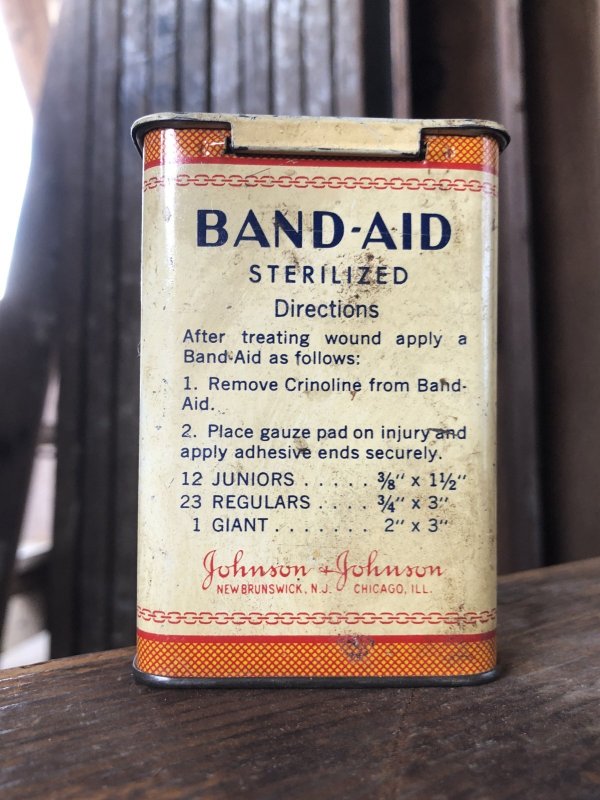 BAND-AID
STERILIZED
Directions
After treating wound apply a
Band-Aid as follows:
1. Remove Crinoline from Band-
Aid.
2. Place gauze pad on injury and
apply adhesive ends securely.
12 JUNIORS ..... 3/8" x 1 1/2"
23 REGULARS .... 3/4" x 3"
1 GIANT ....... 2" x 3"
Johnson + Johnson
NEW BRUNSWICK, N.J. CHICAGO, ILL.